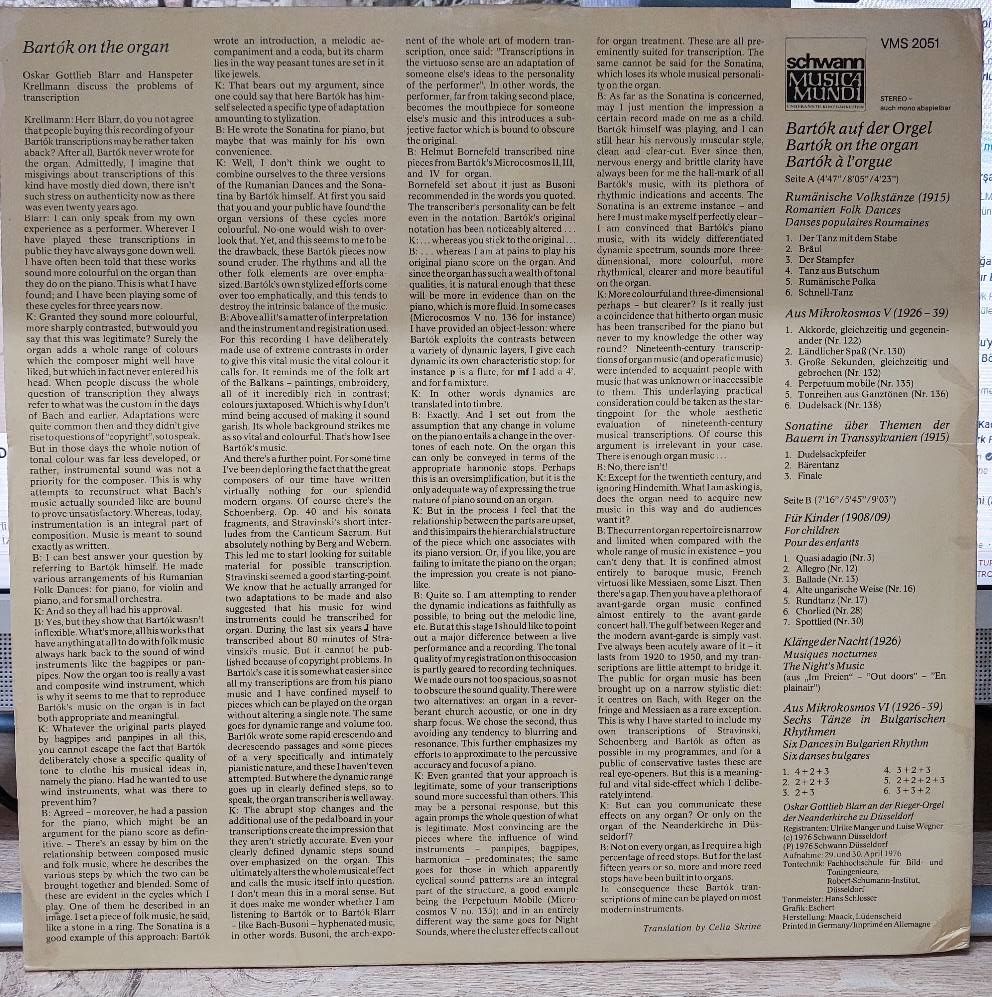 Bartók on the organ
Oskar Gottlieb Blarr and Hanspeter
Krellmann discuss the problems of
transcription
Krellmann: Herr Blarr, do you not agree
that people buying this recording of your
Bartók transcriptions may be rather taken
aback? After all, Bartók never wrote for
the organ. Admittedly, I imagine that
misgivings about transcriptions of this
kind have mostly died down, there isn't
such stress on authenticity now as there
was even twenty years ago.
Blarr: I can only speak from my own
experience as a performer. Wherever I
have played these transcriptions in
public they have always gone down well.
I have often been told that these works
sound more colourful on the organ than
they do on the piano. This is what I have
found; and I have been playing some of
these cycles for three years now.
K: Granted they sound more colourful,
more sharply contrasted, but would you
say that this was legitimate? Surely the
organ adds a whole range of colours
which the composer might well have
liked, but which in fact never entered his
head. When people discuss the whole
question of transcription they always
refer to what was the custom in the days
of Bach and earlier. Adaptations were
quite common then and they didn't give
rise to questions of "copyright", so to speak.
But in those days the whole notion of
tonal colour was far less developed, or
rather, instrumental sound was not a
priority for the composer. This is why
attempts to reconstruct what Bach's
music actually sounded like are bound
to prove unsatisfactory. Whereas, today,
instrumentation is an integral part of
composition. Music is meant to sound
exactly as written.
B: I can best answer your question by
referring to Bartók himself. He made
various arrangements of his Rumanian
Folk Dances: for piano, for violin and
piano, and for small orchestra.
K: And so they all had his approval.
B: Yes, but they show that Bartók wasn't
inflexible. What's more, all his works that
have anything at all to do with folk music
always hark back to the sound of wind
instruments like the bagpipes or pan-
pipes. Now the organ too is really a vast
and composite wind instrument, which
is why it seems to me that to reproduce
Bartók's music on the organ is in fact
both appropriate and meaningful.
K: Whatever the original parts played
by bagpipes and panpipes in all this,
you cannot escape the fact that Bartók
deliberately chose a specific quality of
tone to clothe his musical ideas in,
namely the piano. Had he wanted to use
wind instruments, what was there to
prevent him?
B: Agreed – moreover, he had a passion
for the piano, which might be an
argument for the piano score as defin-
itive. – There's an essay by him on the
relationship between composed music
and folk music, where he describes the
various steps by which the two can be
brought together and blended. Some of
these are evident in the cycles which I
play. One of them he described in an
image. I set a piece of folk music, he said,
like a stone in a ring. The Sonatina is a
good example of this approach: Bartók
wrote an introduction, a melodic ac-
companiment and a coda, but its charm
lies in the way peasant tunes are set in it
like jewels.
K: That bears out my argument, since
one could say that here Bartók has him-
self selected a specific type of adaptation
amounting to stylization.
B: He wrote the Sonatina for piano, but
maybe that was mainly for his own
convenience.
K: Well, I don't think we ought to
combine ourselves to the three versions
of the Rumanian Dances and the Sona-
tina by Bartók himself. At first you said
that you and your public have found the
organ versions of these cycles more
colourful. No-one would wish to over-
look that. Yet, and this seems to me to be
the drawback, these Bartók pieces now
sound cruder. The rhythms and all the
other folk elements are over empha-
sized. Bartók's own stylized efforts come
over too emphatically, and this tends to
destroy the intrinsic balance of the music.
B: Above all it's a matter of interpretation
and the instrument and registration used.
For this recording I have deliberately
made use of extreme contrasts in order
to give this vital music the vital colour it
calls for. It reminds me of the folk art
of the Balkans – paintings, embroidery,
all of it incredibly rich in contrast;
colours juxtaposed. Which is why I don't
mind being accused of making it sound
garish. Its whole background strikes me
as so vital and colourful. That's how I see
Bartók's music.
And there's a further point. For some time
I've been deploring the fact that the great
composers of our time have written
virtually nothing for our splendid
modern organs. Of course there's the
Schoenberg. Op. 40 and his sonata
fragments, and Stravinski's short inter-
ludes from the Canticum Sacrum. But
absolutely nothing by Berg and Webern.
This led me to start looking for suitable
material for possible transcription.
Stravinski seemed a good starting-point.
We know that he actually arranged for
two adaptations to be made and also
suggested that his music for wind
instruments could be transcribed for
organ. During the last six years I have
transcribed about 80 minutes of Stra-
vinski's music. But it cannot be pub-
lished because of copyright problems. In
Bartók's case it is somewhat easier since
all my transcriptions are from his piano
music and I have confined myself to
pieces which can be played on the organ
without altering a single note. The same
goes for dynamic range and volume too.
Bartók wrote some rapid crescendo and
decrescendo passages and some pieces
of a very specifically and intimately
pianistic nature, and these I haven't even
attempted. But where the dynamic range
goes up in clearly defined steps, so to
speak, the organ transcriber is well away.
K: The abrupt stop changes and the
additional use of the pedalboard in your
transcriptions create the impression that
they aren't strictly accurate. Even your
clearly defined dynamic steps sound
over-emphasized on the organ. This
ultimately alters the whole musical effect
and calls the music itself into question.
I don't mean this in a moral sense. But
it does make me wonder whether I am
listening to Bartók or to Bartók Blarr
– like Bach-Busoni – hyphenated music,
in other words. Busoni, the arch-expo-
nent of the whole art of modern tran-
scription, once said: "Transcriptions in
the virtuoso sense are an adaptation of
someone else's ideas to the personality
of the performer". In other words, the
performer, far from taking second place,
becomes the mouthpiece for someone
else's music and this introduces a sub-
jective factor which is bound to obscure
the original.
B: Helmut Bornefeld transcribed nine
pieces from Bartók's Microcosmos II, III,
and IV for organ.
Bornefeld set about it just as Busoni
recommended in the words you quoted.
The transcriber's personality can be felt
even in the notation. Bartók's original
notation has been noticeably altered . . .
K: . . . whereas you stick to the original . . .
B: . . . whereas I am at pains to play his
original piano score on the organ. And
since the organ has such a wealth of tonal
qualities, it is natural enough that these
will be more in evidence than on the
piano, which is more fluid. In some cases
(Microcosmos V no. 136 for instance)
I have provided an object-lesson: where
Bartók exploits the contrasts between
a variety of dynamic layers, I give each
dynamic its own characteristic stop: for
instance p is a flute, for mf I add a 4'.
and for f a mixture.
K: In other words dynamics are
translated into timbre.
B: Exactly. And I set out from the
assumption that any change in volume
on the piano entails a change in the over-
tones of each note. On the organ this
can only be conveyed in terms of the
appropriate harmonic stops. Perhaps
this is an oversimplification, but it is the
only adequate way of expressing the true
nature of piano sound on an organ.
K: But in the process I feel that the
relationship between the parts are upset,
and this impairs the hierarchial structure
of the piece which one associates with
its piano version. Or, if you like, you are
failing to imitate the piano on the organ;
the impression you create is not piano-
like.
B: Quite so. I am attempting to render
the dynamic indications as faithfully as
possible, to bring out the melodic line,
etc. But at this stage I should like to point
out a major difference between a live
performance and a recording. The tonal
quality of my registration on this occasion
is partly geared to recording techniques.
We made ours not too spacious, so as not
to obscure the sound quality. There were
two alternatives: an organ in a rever-
berant church acoustic, or one in dry
sharp focus. We chose the second, thus
avoiding any tendency to blurring and
resonance. This further emphasizes my
efforts to approximate to the percussive
accuracy and focus of a piano.
K: Even granted that your approach is
legitimate, some of your transcriptions
sound more successful than others. This
may be a personal response, but this
again prompts the whole question of what
is legitimate. Most convincing are the
pieces where the influence of wind
instruments – panpipes, bagpipes,
harmonica – predominates; the same
goes for those in which apparently
cyclical sound patterns are an integral
part of the structure, a good example
being the Perpetuum Mobile (Micro-
cosmos V no. 135); and in an entirely
different way the same goes for Night
Sounds, where the cluster effects call out
for organ treatment. These are all pre-
eminently suited for transcription. The
same cannot be said for the Sonatina,
which loses its whole musical personali-
ty on the organ.
B: As far as the Sonatina is concerned,
may I just mention the impression a
certain record made on me as a child.
Bartók himself was playing, and I can
still hear his nervously muscular style,
clean and clear-cut. Ever since then,
nervous energy and brittle clarity have
always been for me the hall-mark of all
Bartók's music, with its plethora of
rhythmic indications and accents. The
Sonatina is an extreme instance – and
here I must make myself perfectly clear –
I am convinced that Bartók's piano
music, with its widely differentiated
dynamic spectrum, sounds more three-
dimensional, more colourful, more
rhythmical, clearer and more beautiful
on the organ.
K: More colourful and three-dimensional
perhaps – but clearer? Is it really just
a coincidence that hitherto organ music
has been transcribed for the piano but
never to my knowledge the other way
round? Nineteenth-century transcrip-
tions of organ music (and operatic music)
were intended to acquaint people with
music that was unknown or inaccessible
to them. This underlaying practical
consideration could be taken as the star-
tingpoint for the whole aesthetic
evaluation of nineteenth-century
musical transcriptions. Of course this
argument is irrelevant in your case.
There is enough organ music . . .
B: No, there isn't!
K: Except for the twentieth century, and
ignoring Hindemith. What I am asking is,
does the organ need to acquire new
music in this way and do audiences
want it?
B: The current organ repertoire is narrow
and limited when compared with the
whole range of music in existence – you
can't deny that. It is confined almost
entirely to baroque music, French
virtuosi like Messiaen, some Liszt. Then
there's a gap. Then you have a plethora of
avant-garde organ music confined
almost entirely to the avant-garde
concert hall. The gulf between Reger and
the modern avant-garde is simply vast.
I've always been acutely aware of it – it
lasts from 1920 to 1950, and my tran-
scriptions are little attempt to bridge it.
The public for organ music has been
brought up on a narrow stylistic diet:
it centres on Bach, with Reger on the
fringe and Messiaen as a rare exception.
This is why I have started to include my
own transcriptions of Stravinski,
Schoenberg and Bartók as often as
possible in my programmes, and for a
public of conservative tastes these are
real eye-openers. But this is a meaning-
ful and vital side-effect which I delibe-
rately intend.
K: But can you communicate these
effects on any organ? Or only on the
organ of the Neanderkirche in Düs-
seldorf?
B: Not on every organ, as I require a high
percentage of reed stops. But for the last
fifteen years or so, more and more reed
stops have been built into organs.
In consequence these Bartók tran-
scriptions of mine can be played on most
modern instruments.
Translation by Celia Skrine
schwann
MUSICA
MUNDI
VMS 2051
STEREO –
auch mono abspielbar
Bartók auf der Orgel
Bartók on the organ
Bartók à l'orgue
Seite A (4'47"/8'05"/4'23")
Rumänische Volkstänze (1915)
Romanien Folk Dances
Danses populaires Roumaines
1. Der Tanz mit dem Stabe
2. Brâul
3. Der Stampfer
4. Tanz aus Butschum
5. Rumänische Polka
6. Schnell-Tanz
Aus Mikrokosmos V (1926 – 39)
1. Akkorde, gleichzeitig und gegenein-
ander (Nr. 122)
2. Ländlicher Spaß (Nr. 130)
3. Große Sekunden, gleichzeitig und
gebrochen (Nr. 132)
4. Perpetuum mobile (Nr. 135)
5. Tonreihen aus Ganztönen (Nr. 136)
6. Dudelsack (Nr. 138)
Sonatine über Themen der
Bauern in Transsylvanien (1915)
1. Dudelsackpfeifer
2. Bärentanz
3. Finale
Seite B (7'16"/5'45"/9'03")
Für Kinder (1908/09)
For children
Pour des enfants
1. Quasi adagio (Nr. 3)
2. Allegro (Nr. 12)
3. Ballade (Nr. 13)
4. Alte ungarische Weise (Nr. 16)
5. Rundtanz (Nr. 17)
6. Chorlied (Nr. 28)
7. Spottlied (Nr. 30)
Klänge der Nacht (1926)
Musiques nocturnes
The Night's Music
(aus „Im Freien" – "Out doors" – "En
plainair")
Aus Mikrokosmos VI (1926 - 39)
Sechs Tänze in Bulgarischen
Rhythmen
Six Dances in Bulgarien Rhythm
Six danses bulgares
1. 4 + 2 + 3
2. 2 + 2 + 3
3. 2 + 3
4. 3 + 2 + 3
5. 2 + 2 + 2 + 3
6. 3 + 3 + 2
Oskar Gottlieb Blarr an der Rieger-Orgel
der Neanderkirche zu Düsseldorf
Registranten: Ulrike Manger und Luise Wegner
(c) 1976 Schwann Düsseldorf
(P) 1976 Schwann Düsseldorf
Aufnahme: 29. und 30. April 1976
Tontechnik: Fachhochschule für Bild- und
Toningenieure,
Robert-Schumann-Institut,
Düsseldorf
Tonmeister: Hans Schlosser
Grafik: Eschert
Herstellung: Maack, Lüdenscheid
Printed in Germany/Imprimé en Allemagne